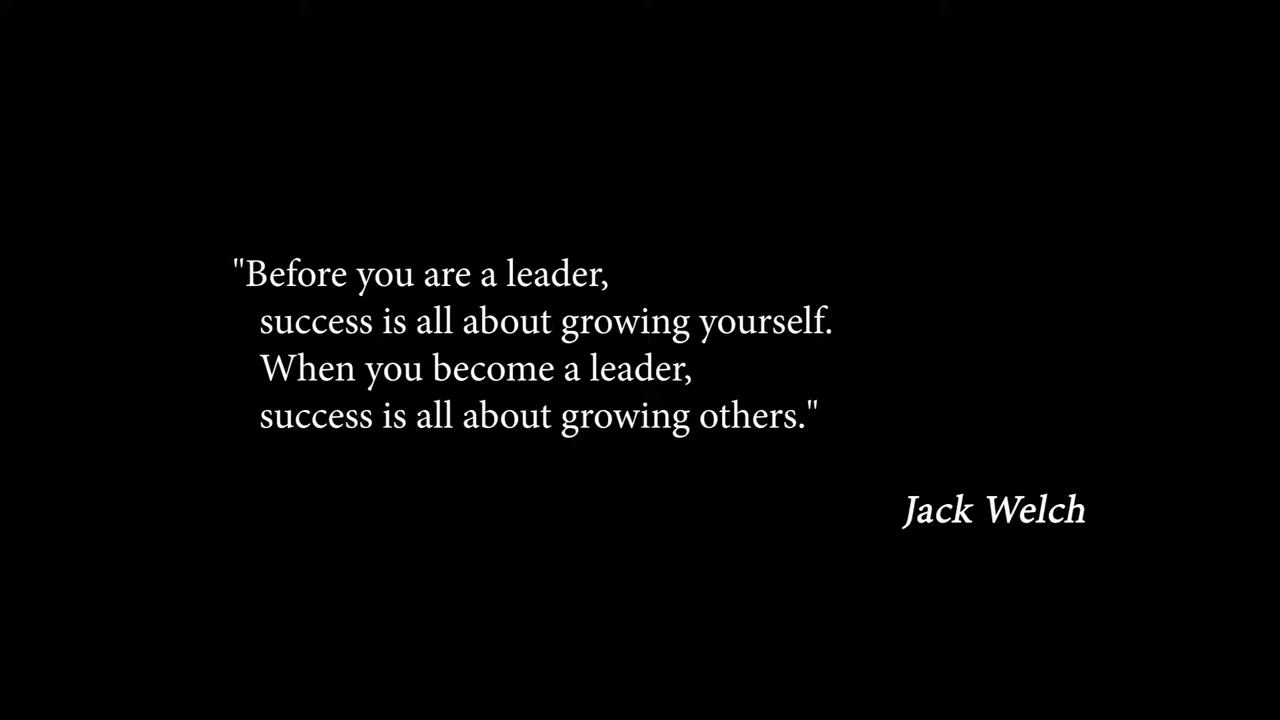 "Before you are a leader,
success is all about growing yourself.
When you become a leader,
success is all about growing others."
Jack Welch